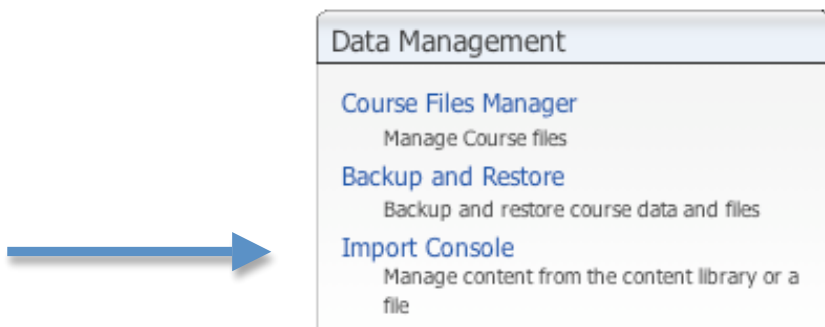 Data Management
Course Files Manager
Manage Course files
Backup and Restore
Backup and restore course data and files
Import Console
Manage content from the content library or a
file